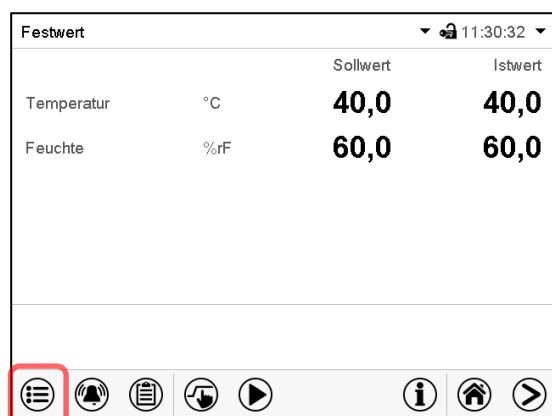 Festwert 11:30:32
Sollwert Istwert
Temperatur °C 40,0 40,0
Feuchte %rF 60,0 60,0